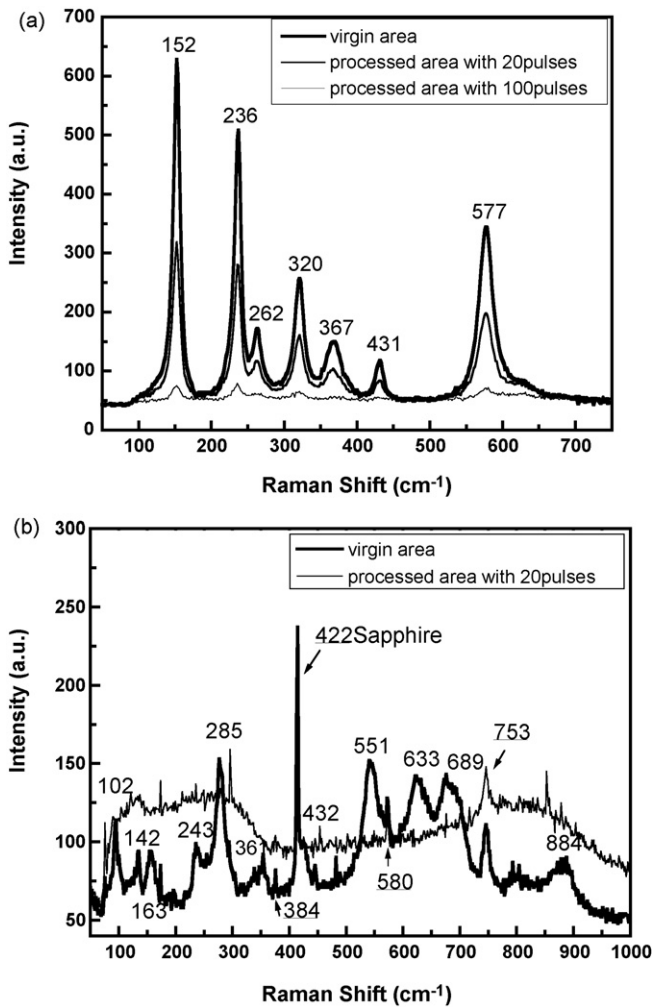 (a)
virgin area
processed area with 20pulses
processed area with 100pulses
152
236
262
320
367
431
577
700
600
500
400
300
200
100
0
Intensity (a.u.)
100 200 300 400 500 600 700
Raman Shift (cm-1)
(b)
virgin area
processed area with 20pulses
422Sapphire
102
142
163
243
285
361
384
432
551
580
633
689
753
884
300
250
200
150
100
50
Intensity (a.u.)
100 200 300 400 500 600 700 800 900 1000
Raman Shift (cm-1)